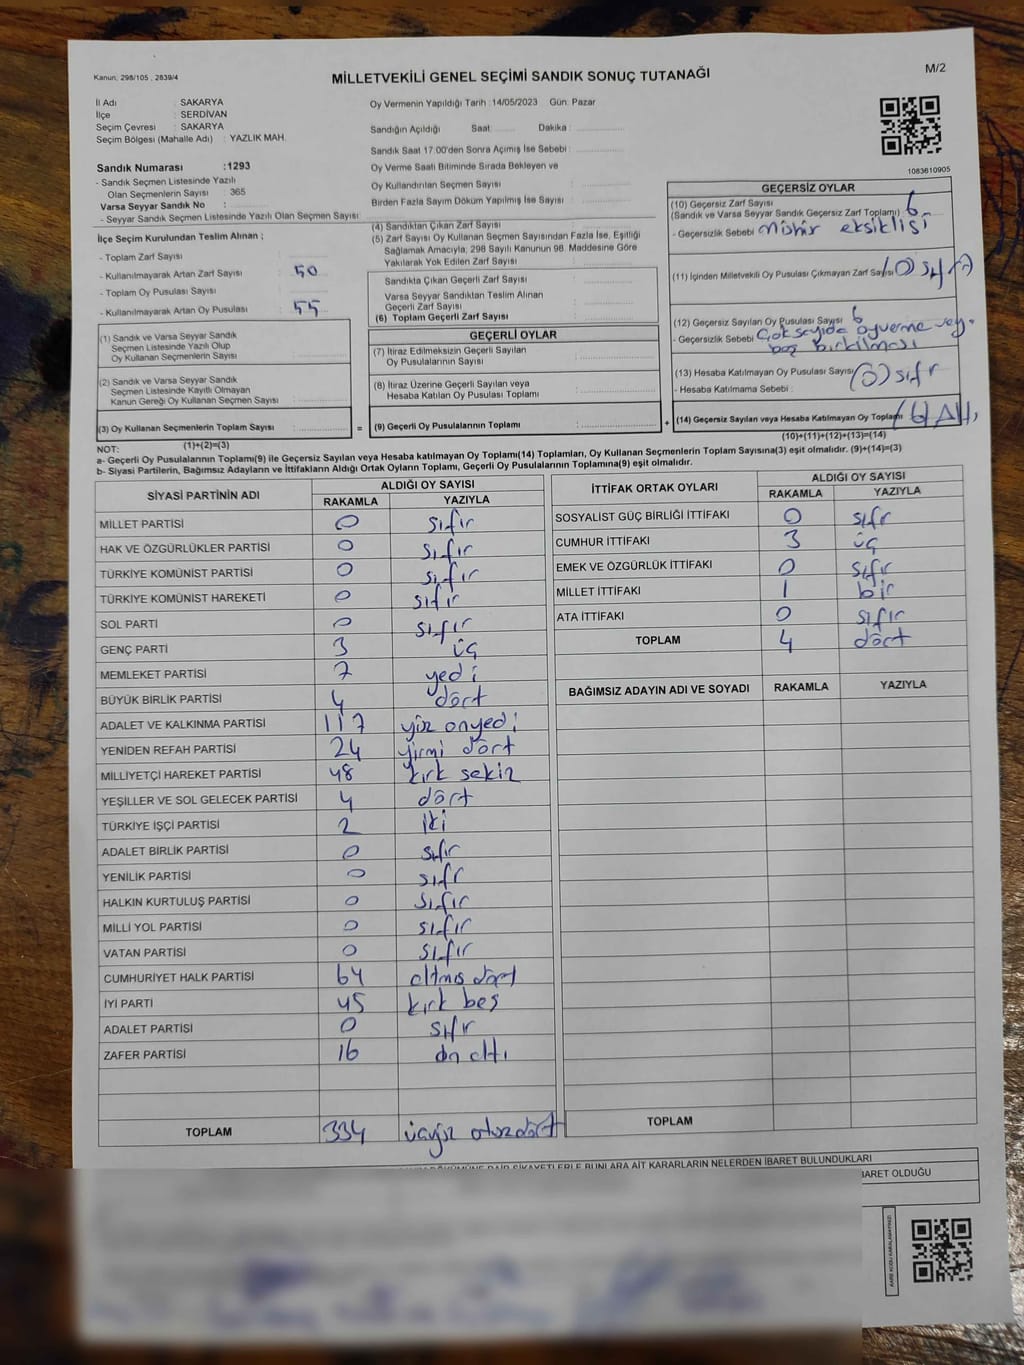 Kanun; 298/105 , 2839/4
MİLLETVEKİLİ GENEL SEÇİMİ SANDIK SONUÇ TUTANAĞI
M/2
İl Adı : SAKARYA
İlçe : SERDİVAN
Seçim Çevresi : SAKARYA
Seçim Bölgesi (Mahalle Adı) : YAZLIK MAH.
Sandık Numarası :1293
- Sandık Seçmen Listesinde Yazılı
Olan Seçmenlerin Sayısı : 365
Varsa Seyyar Sandık No :
- Seyyar Sandık Seçmen Listesinde Yazılı Olan Seçmen Sayısı:
Oy Vermenin Yapıldığı Tarih :14/05/2023 Gün: Pazar
Sandığın Açıldığı Saat:........ Dakika :
Sandık Saat 17.00'den Sonra Açımış İse Sebebi :
Oy Verme Saati Bitiminde Sırada Bekleyen ve
Oy Kullandırılan Seçmen Sayısı :
Birden Fazla Sayım Döküm Yapılmış İse Sayısı :
1083610905
İlçe Seçim Kurulundan Teslim Alınan ;
- Toplam Zarf Sayısı :
- Kullanılmayarak Artan Zarf Sayısı : 50
- Toplam Oy Pusulası Sayısı :
- Kullanılmayarak Artan Oy Pusulası : 55
(4) Sandıktan Çıkan Zarf Sayısı
(5) Zarf Sayısı Oy Kullanan Seçmen Sayısından Fazla İse, Eşitliği
Sağlamak Amacıyla; 298 Sayılı Kanunun 98. Maddesine Göre
Yakılarak Yok Edilen Zarf Sayısı :
Sandıkta Çıkan Geçerli Zarf Sayısı :
Varsa Seyyar Sandıktan Teslim Alınan
Geçerli Zarf Sayısı :
(6) Toplam Geçerli Zarf Sayısı :
GEÇERSİZ OYLAR
(10) Geçersiz Zarf Sayısı
(Sandık ve Varsa Seyyar Sandık Geçersiz Zarf Toplamı) : 6
- Geçersizlik Sebebi : Mühür eksikliği
(11) İçinden Milletvekili Oy Pusulası Çıkmayan Zarf Sayısı : (0) sıfır
(12) Geçersiz Sayılan Oy Pusulası Sayısı : 6
- Geçersizlik Sebebi : Çok sayıda oyverme vey.
boş
(13) Hesaba Katılmayan Oy Pusulası Sayısı : (0) sıfır
- Hesaba Katılmama Sebebi :
(14) Geçersiz Sayılan veya Hesaba Katılmayan Oy Toplamı
(10)+(11)+(12)+(13)=(14)
(1) Sandık ve Varsa Seyyar Sandık
Seçmen Listesinde Yazılı Olup
Oy Kullanan Seçmenlerin Sayısı :
(2) Sandık ve Varsa Seyyar Sandık
Seçmen Listesinde Kayıtlı Olmayan
Kanun Gereği Oy Kullanan Seçmen Sayısı :
(3) Oy Kullanan Seçmenlerin Toplam Sayısı :
(1)+(2)=(3)
=
GEÇERLİ OYLAR
(7) İtiraz Edilmeksizin Geçerli Sayılan
Oy Pusulalarının Sayısı :
(8) İtiraz Üzerine Geçerli Sayılan veya
Hesaba Katılan Oy Pusulası Toplamı :
(9) Geçerli Oy Pusulalarının Toplamı :
+
NOT:
a- Geçerli Oy Pusulalarının Toplamı(9) ile Geçersiz Sayılan veya Hesaba katılmayan Oy Toplamı(14) Toplamları, Oy Kullanan Seçmenlerin Toplam Sayısına(3) eşit olmalıdır. (9)+(14)=(3)
b- Siyasi Partilerin, Bağımsız Adayların ve İttifakların Aldığı Ortak Oyların Toplamı, Geçerli Oy Pusulalarının Toplamına(9) eşit olmalıdır.
SİYASİ PARTİNİN ADI ALDIĞI OY SAYISI
RAKAMLA YAZIYLA
MİLLET PARTİSİ 0 sıfır
HAK VE ÖZGÜRLÜKLER PARTİSİ 0 sıfır
TÜRKİYE KOMÜNİST PARTİSİ 0 sıfır
TÜRKİYE KOMÜNİST HAREKETİ 0 sıfır
SOL PARTİ 0 sıfır
GENÇ PARTİ 3 üç
MEMLEKET PARTİSİ 7 yedi
BÜYÜK BİRLİK PARTİSİ 4 dört
ADALET VE KALKINMA PARTİSİ 117 yüz onyedi
YENİDEN REFAH PARTİSİ 24 yirmi dört
MİLLİYETÇİ HAREKET PARTİSİ 48 kırk sekiz
YEŞİLLER VE SOL GELECEK PARTİSİ 4 dört
TÜRKİYE İŞÇİ PARTİSİ 2 iki
ADALET BİRLİK PARTİSİ 0 sıfır
YENİLİK PARTİSİ 0 sıfır
HALKIN KURTULUŞ PARTİSİ 0 sıfır
MİLLİ YOL PARTİSİ 0 sıfır
VATAN PARTİSİ 0 sıfır
CUMHURİYET HALK PARTİSİ 64 altmış dört
İYİ PARTİ 45 kırk beş
ADALET PARTİSİ 0 sıfır
ZAFER PARTİSİ 16 on altı
TOPLAM 334 üçyüz otuzdört
İTTİFAK ORTAK OYLARI ALDIĞI OY SAYISI
RAKAMLA YAZIYLA
SOSYALİST GÜÇ BİRLİĞİ İTTİFAKI 0 sıfır
CUMHUR İTTİFAKI 3 üç
EMEK VE ÖZGÜRLÜK İTTİFAKI 0 sıfır
MİLLET İTTİFAKI 1 bir
ATA İTTİFAKI 0 sıfır
TOPLAM 4 dört
BAĞIMSIZ ADAYIN ADI VE SOYADI RAKAMLA YAZIYLA
TOPLAM
DÖKÜMÜNE DAİR ŞİKAYETLERLE BUNLARA AİT KARARLARIN NELERDEN İBARET BULUNDUKLARI
İBARET OLDUĞU